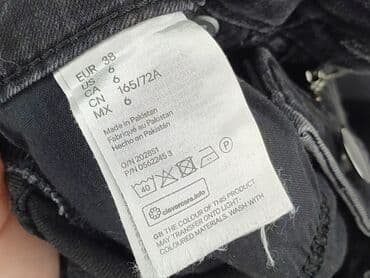 EUR 38
US 6
CA 6
CN 165/72A
MX 6
Made in Pakistan
Fabriqué au Pakistan
Hecho en Pakistán
O/N 202851
P/N 0562245 3
40
clevercare.info
GB THE COLOUR OF THIS PRODUCT
MAY TRANSFER ONTO LIGHT-
COLOURED MATERIALS. WASH WITH